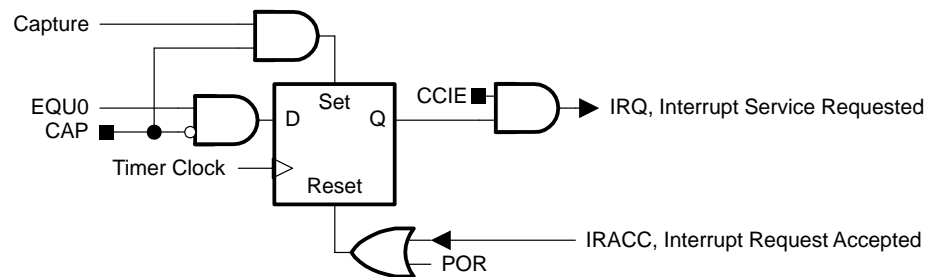 Capture
EQU0
CAP
D
Set
Q
CCIE
IRQ, Interrupt Service Requested
Timer Clock
Reset
IRACC, Interrupt Request Accepted
POR